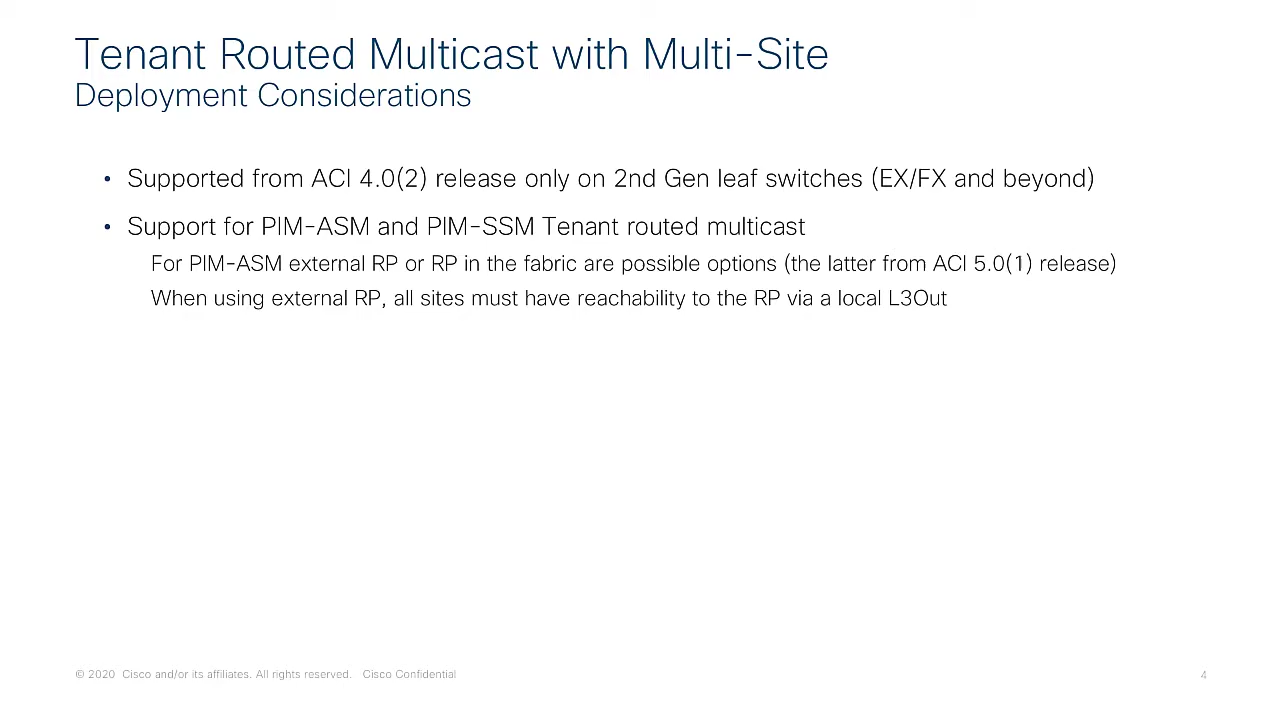 Tenant Routed Multicast with Multi-Site
Deployment Considerations
• Supported from ACI 4.0(2) release only on 2nd Gen leaf switches (EX/FX and beyond)
• Support for PIM-ASM and PIM-SSM Tenant routed multicast
For PIM-ASM external RP or RP in the fabric are possible options (the latter from ACI 5.0(1) release)
When using external RP, all sites must have reachability to the RP via a local L3Out
© 2020 Cisco and/or its affiliates. All rights reserved. Cisco Confidential
4